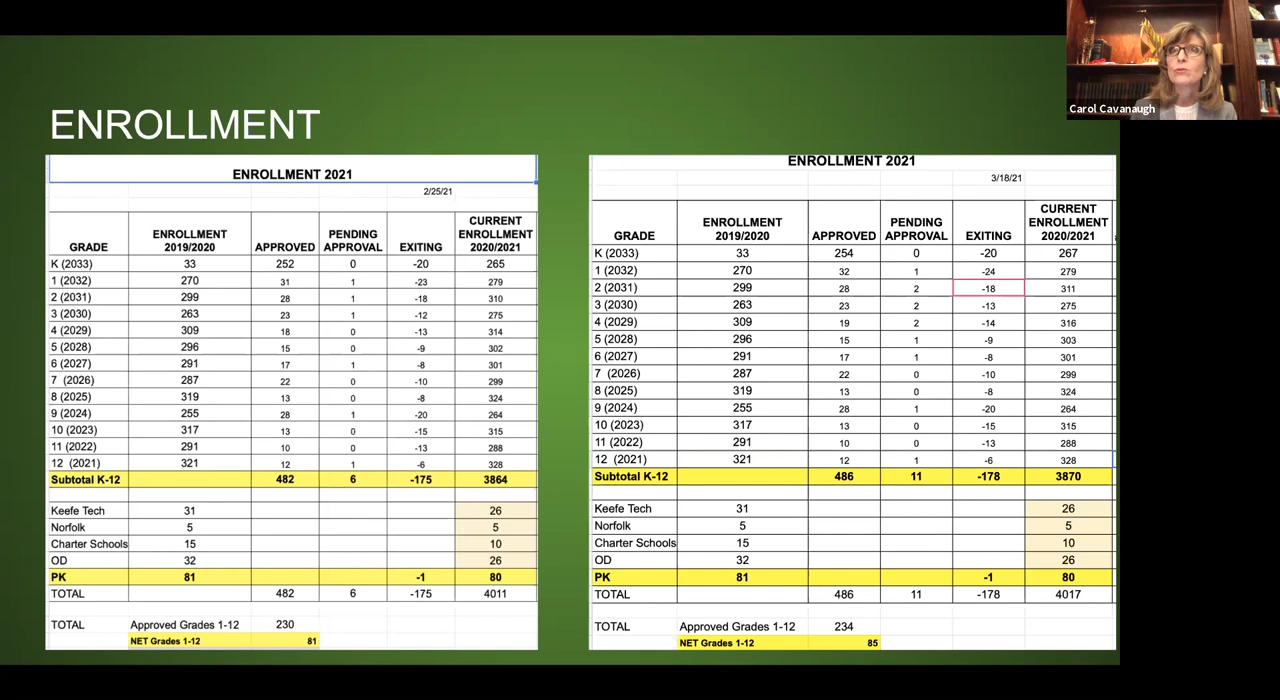 Carol Cavanaugh
ENROLLMENT
ENROLLMENT 2021
2/25/21
GRADE ENROLLMENT 2019/2020 APPROVED PENDING APPROVAL EXITING CURRENT ENROLLMENT 2020/2021
K (2033) 33 252 0 -20 265
1 (2032) 270 31 1 -23 279
2 (2031) 299 28 1 -18 310
3 (2030) 263 23 1 -12 275
4 (2029) 309 18 0 -13 314
5 (2028) 296 15 0 -9 302
6 (2027) 291 17 1 -8 301
7 (2026) 287 22 0 -10 299
8 (2025) 319 13 0 -8 324
9 (2024) 255 28 1 -20 264
10 (2023) 317 13 0 -15 315
11 (2022) 291 10 0 -13 288
12 (2021) 321 12 1 -6 328
Subtotal K-12 482 6 -175 3864
Keefe Tech 31 26
Norfolk 5 5
Charter Schools 15 10
OD 32 26
PK 81 -1 80
TOTAL 482 6 -175 4011
TOTAL Approved Grades 1-12 230
NET Grades 1-12 81
ENROLLMENT 2021
3/18/21
GRADE ENROLLMENT 2019/2020 APPROVED PENDING APPROVAL EXITING CURRENT ENROLLMENT 2020/2021
K (2033) 33 254 0 -20 267
1 (2032) 270 32 1 -24 279
2 (2031) 299 28 2 -18 311
3 (2030) 263 23 2 -13 275
4 (2029) 309 19 2 -14 316
5 (2028) 296 15 1 -9 303
6 (2027) 291 17 1 -8 301
7 (2026) 287 22 0 -10 299
8 (2025) 319 13 0 -8 324
9 (2024) 255 28 1 -20 264
10 (2023) 317 13 0 -15 315
11 (2022) 291 10 0 -13 288
12 (2021) 321 12 1 -6 328
Subtotal K-12 486 11 -178 3870
Keefe Tech 31 26
Norfolk 5 5
Charter Schools 15 10
OD 32 26
PK 81 -1 80
TOTAL 486 11 -178 4017
TOTAL Approved Grades 1-12 234
NET Grades 1-12 85